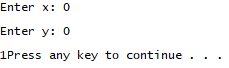 Enter x: 0
Enter y: 0
1Press any key to continue . . .